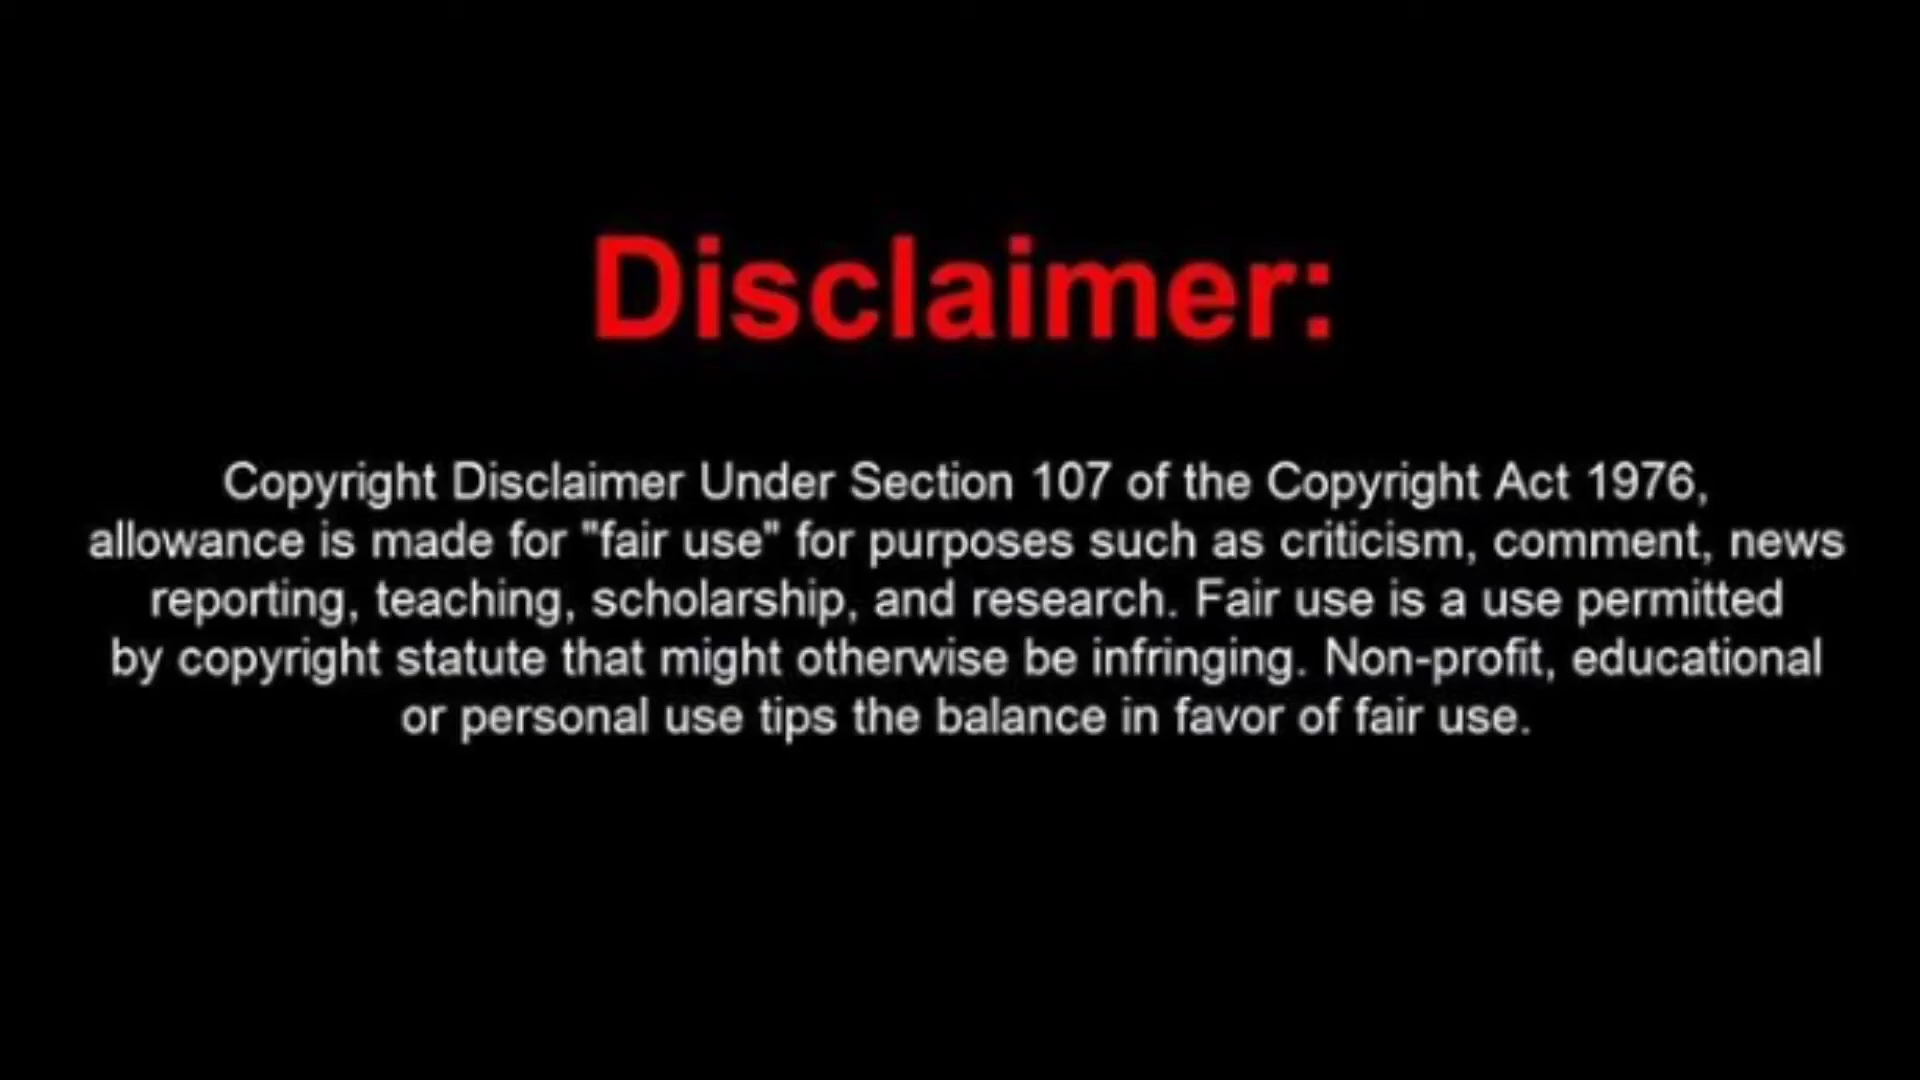 Disclaimer:
Copyright Disclaimer Under Section 107 of the Copyright Act 1976,
allowance is made for "fair use" for purposes such as criticism, comment, news
reporting, teaching, scholarship, and research. Fair use is a use permitted
by copyright statute that might otherwise be infringing. Non-profit, educational
or personal use tips the balance in favor of fair use.